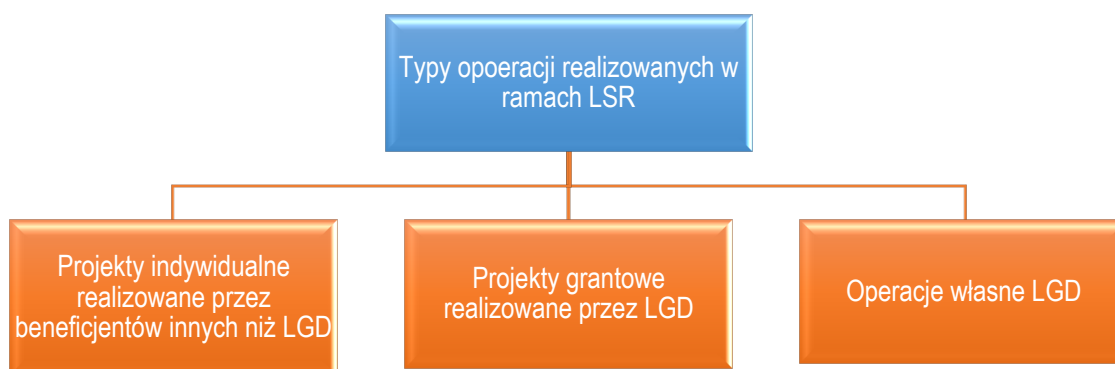 Typy opoeracji realizowanych w
ramach LSR
Projekty indywidualne
realizowane przez
beneficjentów innych niż LGD
Projekty grantowe
realizowane przez LGD
Operacje własne LGD